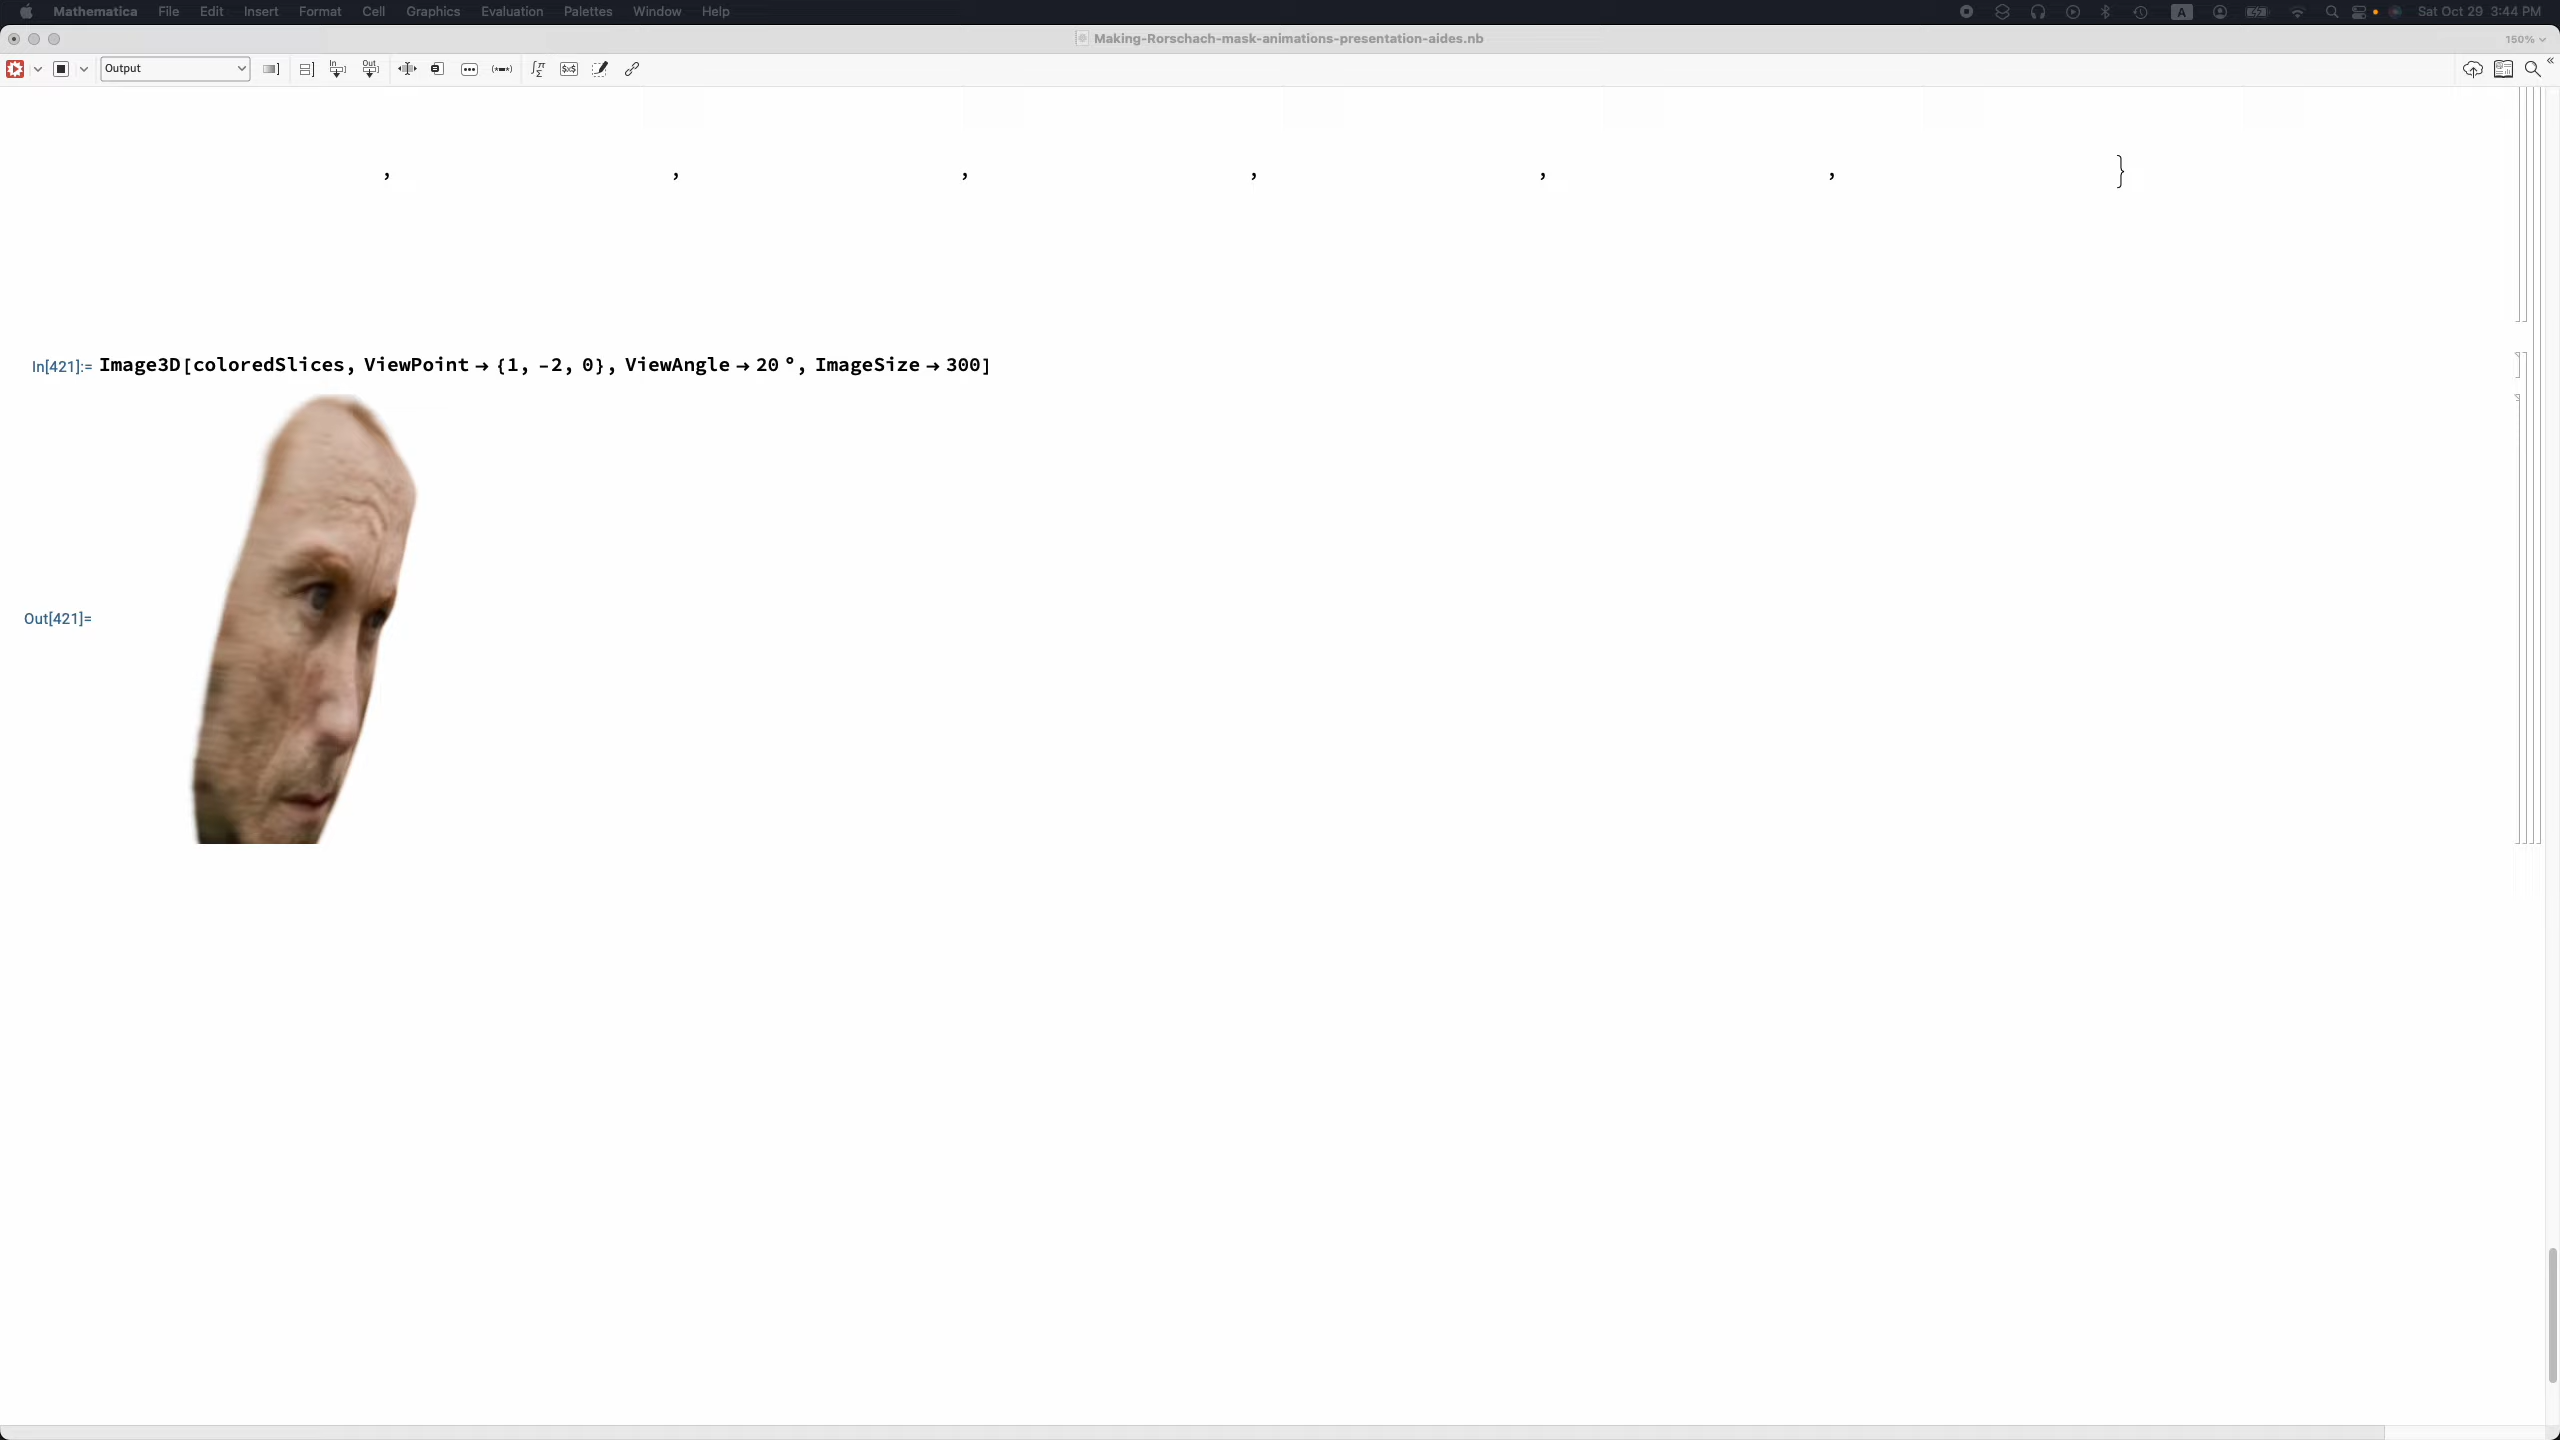 Mathematica File Edit Insert Format Cell Graphics Evaluation Palettes Window Help A Sat Oct 29 3:44 PM
Making-Rorschach-mask-animations-presentation-aides.nb 150%
Output In Out
, , , , , , }
In[421]:= Image3D[coloredSlices, ViewPoint → {1, -2, 0}, ViewAngle → 20 °, ImageSize → 300]
Out[421]=